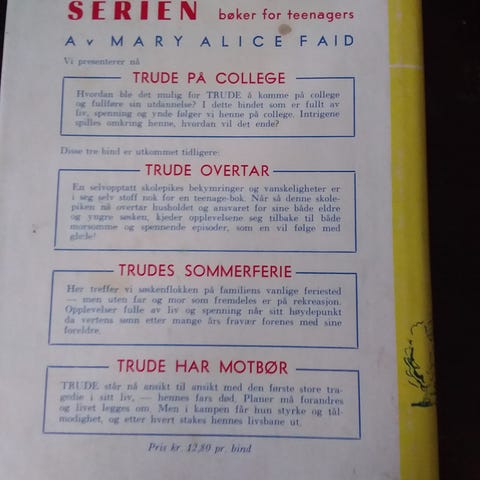 SERIEN bøker for teenagers
Av MARY ALICE FAID
Vi presenterer nå
TRUDE PÅ COLLEGE
Hvordan ble det mulig for TRUDE å komme på college
og fullføre sin utdannelse? I dette bindet som er fullt av
liv, spenning og ynde følger vi henne på college. Intrigene
spilles omkring henne, hvordan vil det ende?
Disse tre bind er utkommet tidligere:
TRUDE OVERTAR
En selvopptatt skolepikes bekymringer og vanskeligheter er
i seg selv stoff nok for en teenage-bok. Når så denne skole-
piken nå overtar husholdet og ansvaret for sine både eldre
og yngre søsken, kjeder opplevelsene seg tilbake til både
morsomme og spennende episoder, som en vil følge med
glede!
TRUDES SOMMERFERIE
Her treffer vi søskenflokken på familiens vanlige feriested
— men uten far og mor som fremdeles er på rekreasjon.
Opplevelser fulle av liv og spenning når sitt høydepunkt
da vertens sønn etter mange års fravær forenes med sine
foreldre.
TRUDE HAR MOTBØR
TRUDE står nå ansikt til ansikt med den første store tra-
gedie i sitt liv, — hennes fars død. Planer må forandres
og livet legges om. Men i kampen får hun styrke og tål-
modighet, og etter hvert stakes hennes livsbane ut.
Pris kr. 12,80 pr. bind